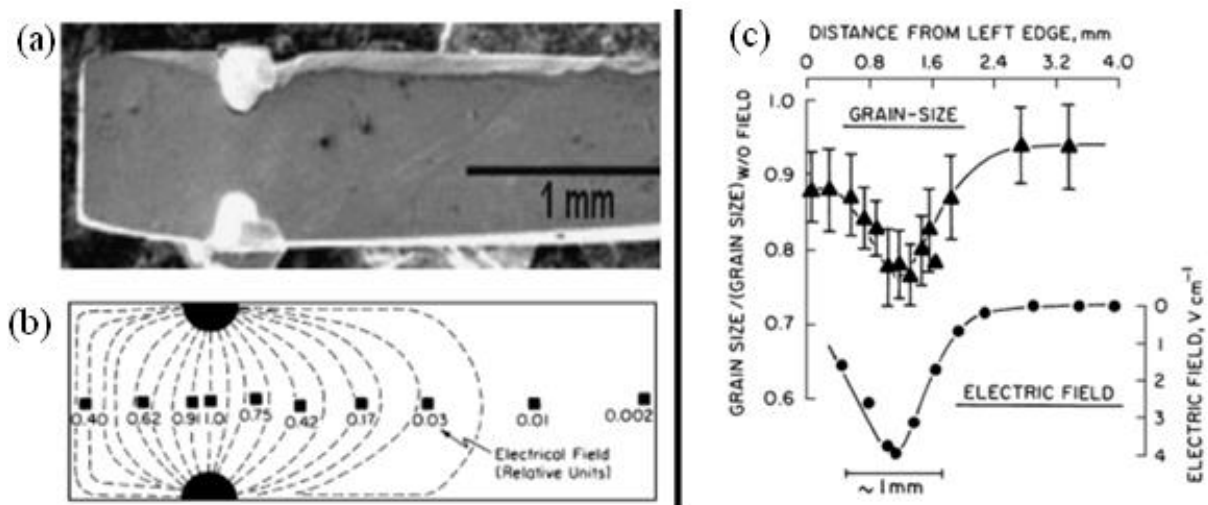 (a)
1 mm
(b)
0.40
0.62
0.91
1.0
0.75
0.42
0.17
0.03
0.01
0.002
Electrical Field
(Relative Units)
(c)
DISTANCE FROM LEFT EDGE, mm
0 0.8 1.6 2.4 3.2 4.0
GRAIN SIZE/(GRAIN SIZE) W/O FIELD
1.0
0.9
0.8
0.7
0.6
GRAIN-SIZE
ELECTRIC FIELD
~ 1mm
0
1
2
3
4
ELECTRIC FIELD, V cm-1